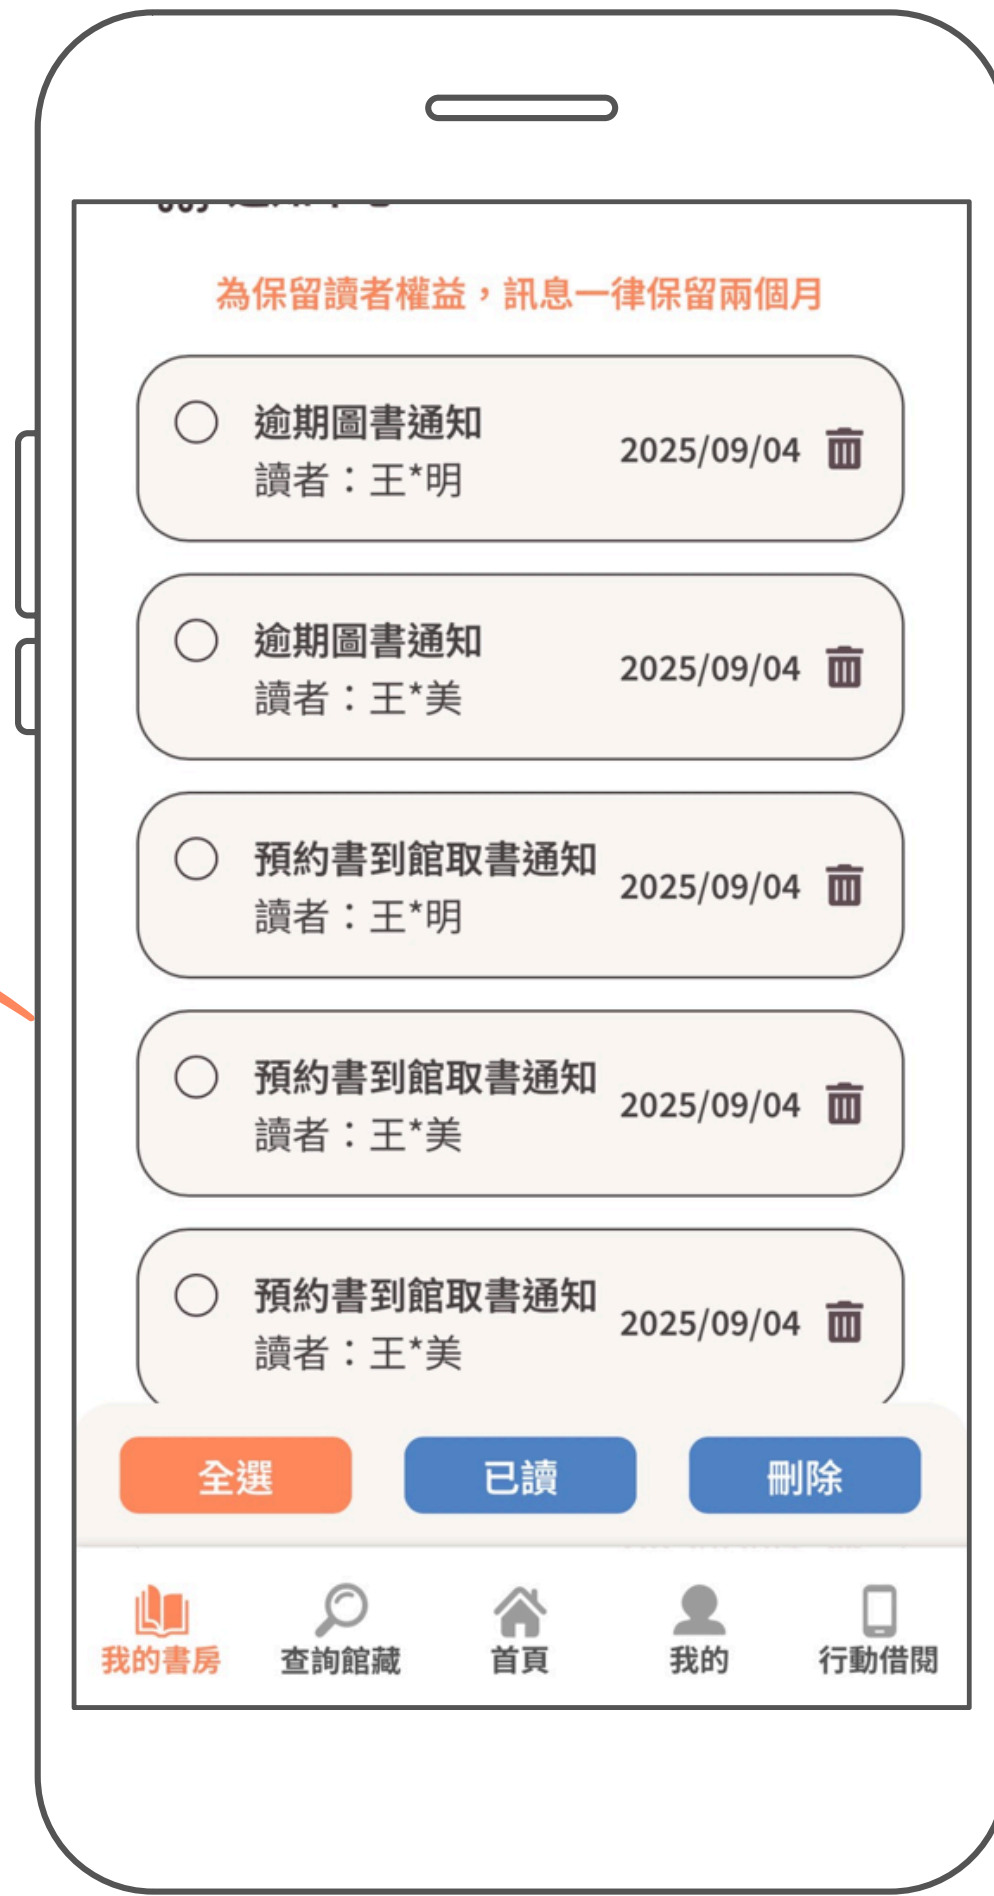 為保留讀者權益，訊息一律保留兩個月
逾期圖書通知
讀者：王*明
2025/09/04
逾期圖書通知
讀者：王*美
2025/09/04
預約書到館取書通知
讀者：王*明
2025/09/04
預約書到館取書通知
讀者：王*美
2025/09/04
預約書到館取書通知
讀者：王*美
2025/09/04
全選
已讀
刪除
我的書房
查詢館藏
首頁
我的
行動借閱